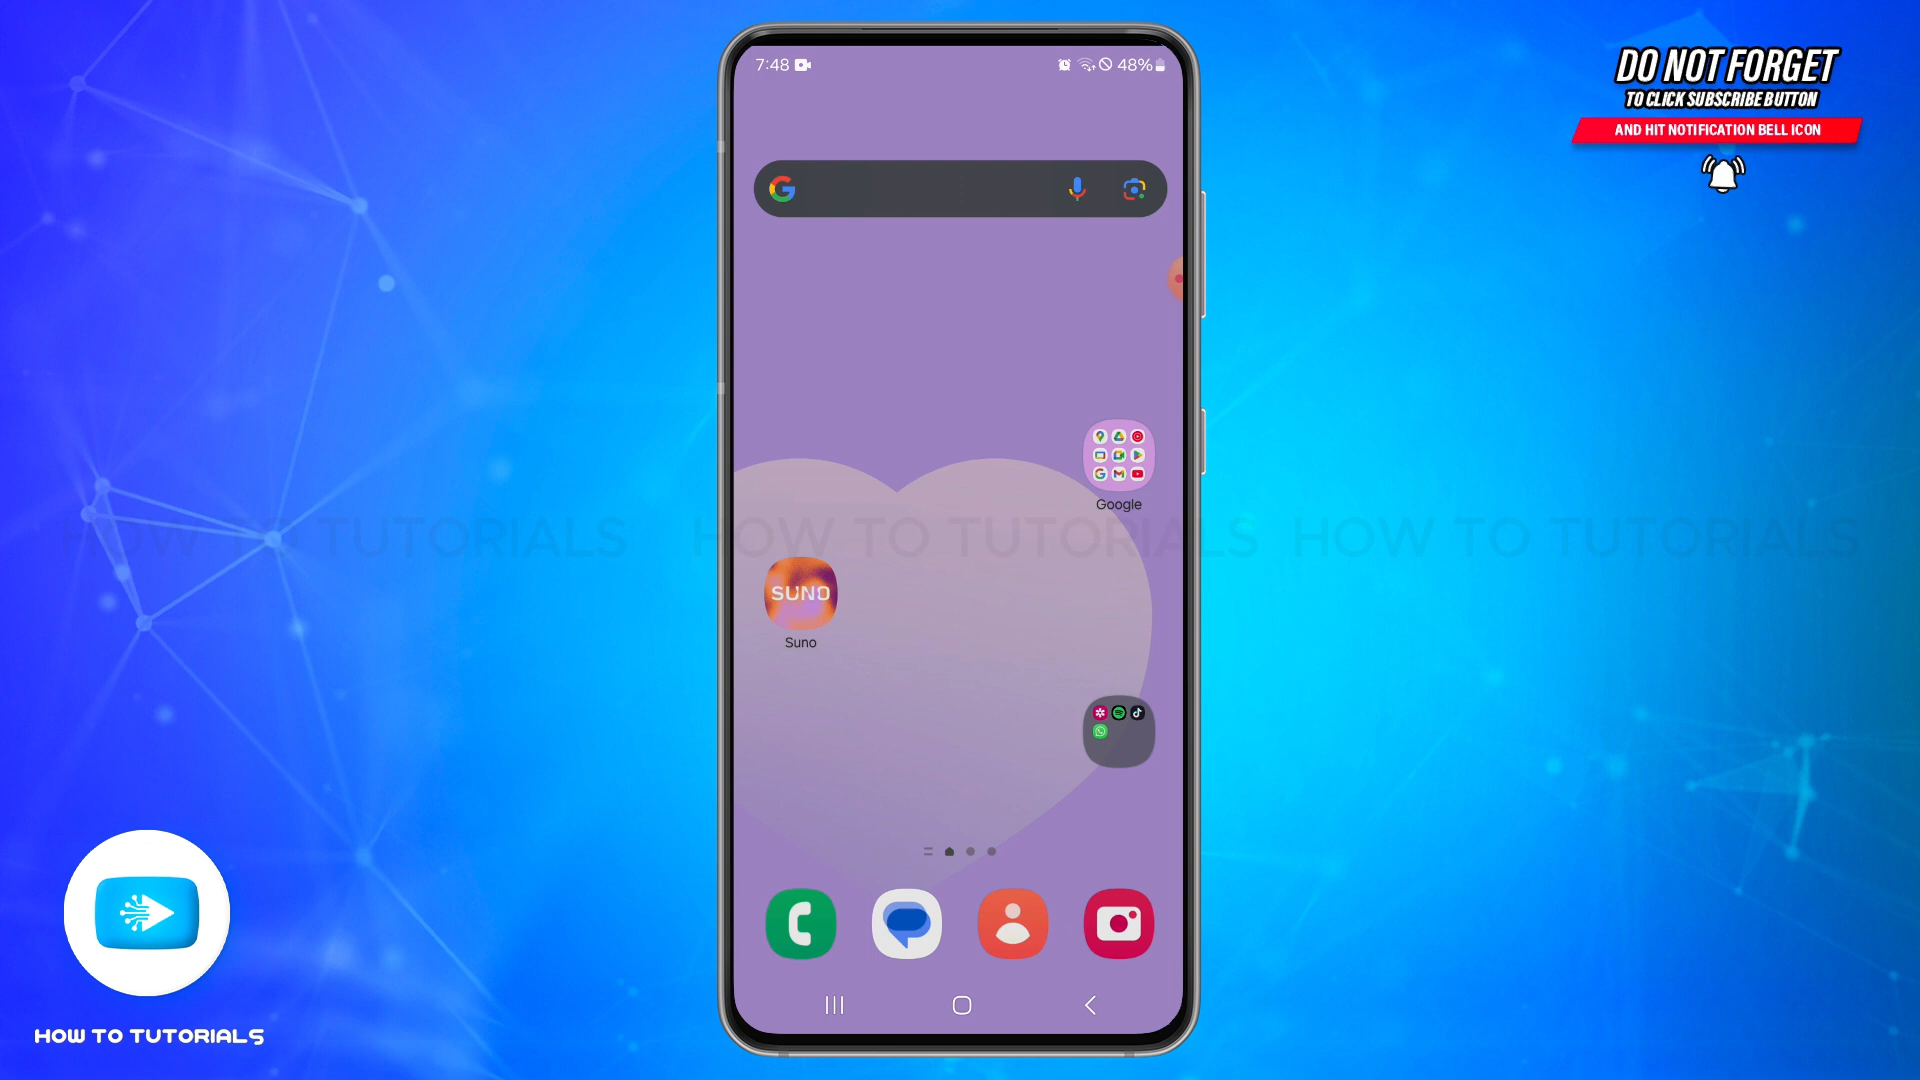 DO NOT FORGET
TO CLICK SUBSCRIBE BUTTON
AND HIT NOTIFICATION BELL ICON
7:48
48%
Google
HOW TO TUTORIALS HOW TO TUTORIALS HOW TO TUTORIALS
SUNO
Suno
HOW TO TUTORIALS